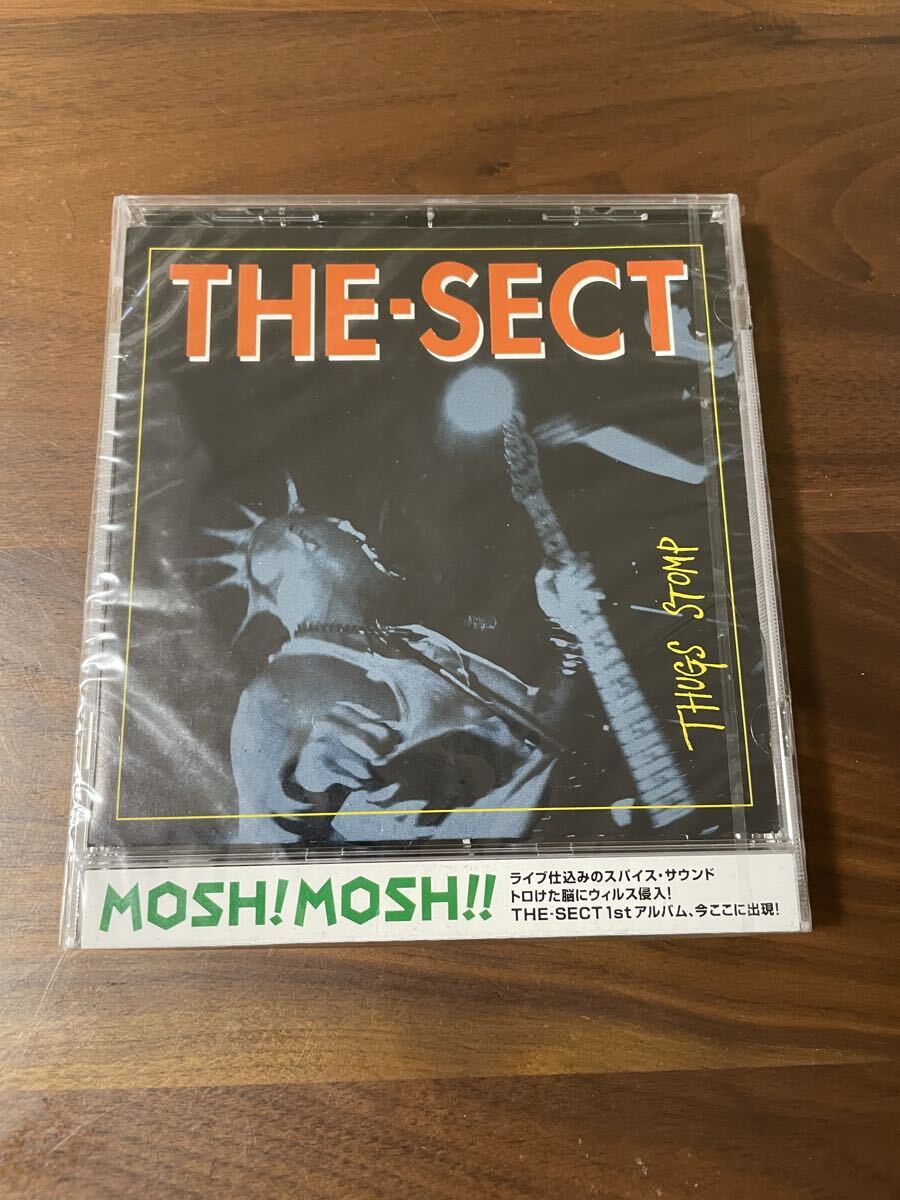 THE-SECT
THUGS STOMP
MOSH!MOSH!!
ライブ仕込みのスパイス・サウンド
トロけた脳にウィルス侵入!
THE-SECT 1stアルバム、今ここに出現!